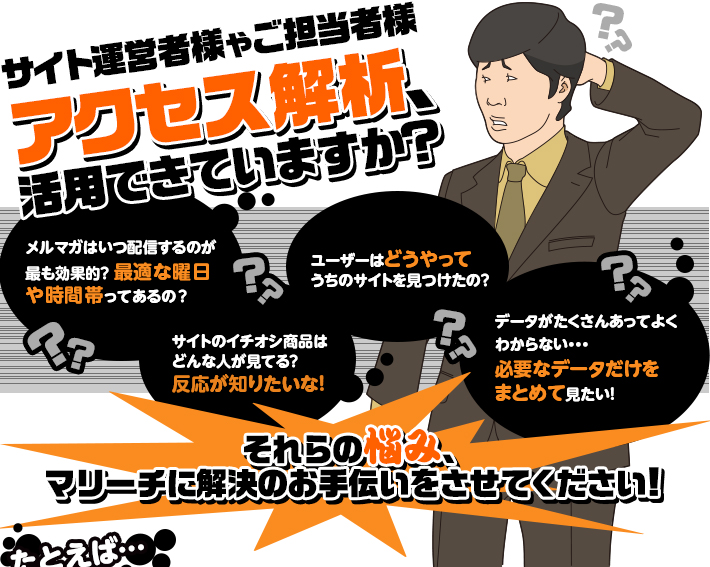 サイト運営者様やご担当者様
アクセス解析、
活用できていますか?
メルマガはいつ配信するのが
最も効果的? 最適な曜日
や時間帯ってあるの?
ユーザーはどうやって
うちのサイトを見つけたの?
サイトのイチオシ商品は
どんな人が見てる?
反応が知りたいな!
データがたくさんあってよく
わからない・・・
必要なデータだけを
まとめて見たい!
それらの悩み、
マリーチに解決のお手伝いをさせてください!
たとえば…
? ?
? ?
? ?
? ?
? ?